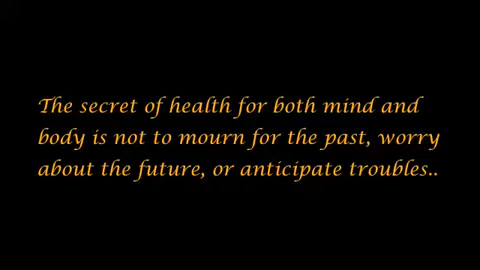 The secret of health for both mind and
body is not to mourn for the past, worry
about the future, or anticipate troubles..